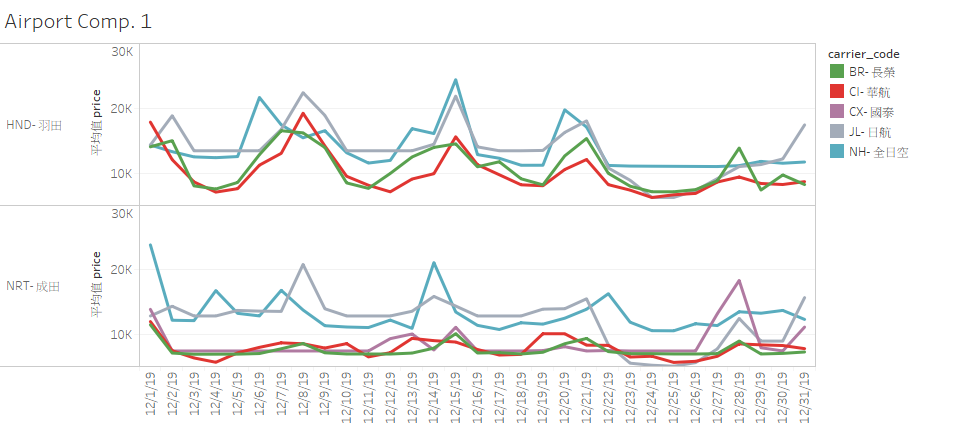 Airport Comp. 1
30K
20K
10K
HND- 羽田
平均值 price
30K
20K
10K
NRT- 成田
平均值 price
12/1/19
12/2/19
12/3/19
12/4/19
12/5/19
12/6/19
12/7/19
12/8/19
12/9/19
12/10/19
12/11/19
12/12/19
12/13/19
12/14/19
12/15/19
12/16/19
12/17/19
12/18/19
12/19/19
12/20/19
12/21/19
12/22/19
12/23/19
12/24/19
12/25/19
12/26/19
12/27/19
12/28/19
12/29/19
12/30/19
12/31/19
carrier_code
BR- 長榮
CI- 華航
CX- 國泰
JL- 日航
NH- 全日空